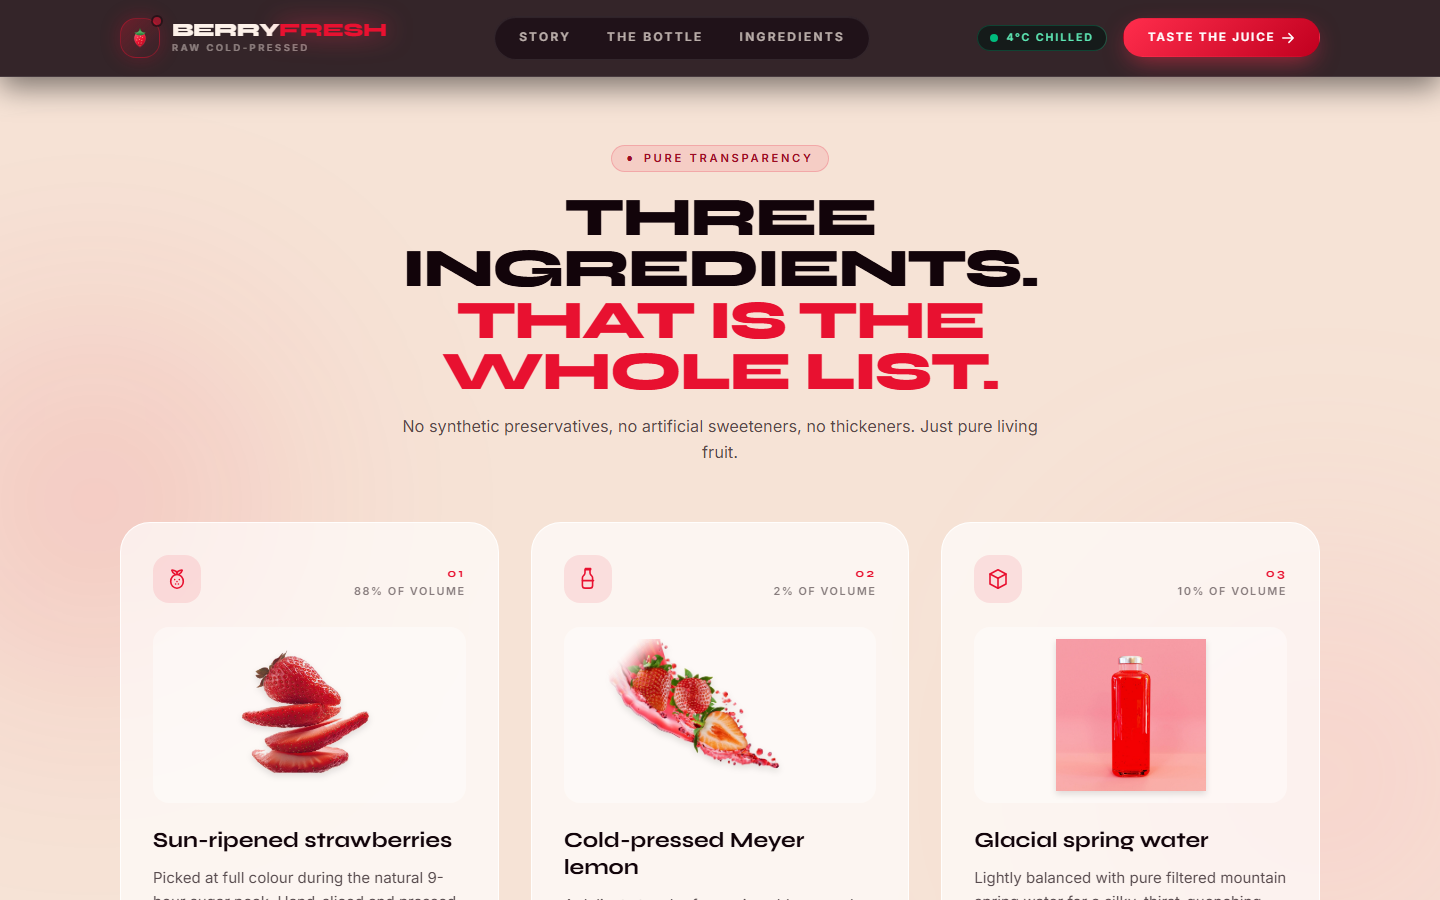 BERRYFRESH
RAW COLD-PRESSED
STORY
THE BOTTLE
INGREDIENTS
4°C CHILLED
TASTE THE JUICE →
• PURE TRANSPARENCY
THREE
INGREDIENTS.
THAT IS THE
WHOLE LIST.
No synthetic preservatives, no artificial sweeteners, no thickeners. Just pure living
fruit.
01
88% OF VOLUME
02
2% OF VOLUME
03
10% OF VOLUME
Sun-ripened strawberries
Picked at full colour during the natural 9-
Cold-pressed Meyer
lemon
Glacial spring water
Lightly balanced with pure filtered mountain